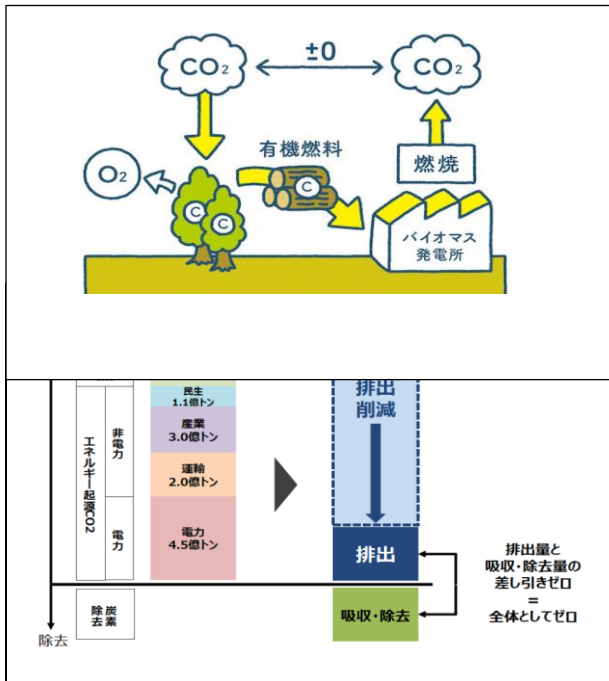 CO₂
±0
CO₂
有機燃料
燃焼
O₂
C
C
C
バイオマス
発電所
民生
1.1億トン
排出
削減
エネルギー起源CO2
非電力
産業
3.0億トン
運輸
2.0億トン
電力
電力
4.5億トン
排出
排出量と
吸収・除去量の
差し引きゼロ
=
全体としてゼロ
除去
炭素
除去
吸収・除去